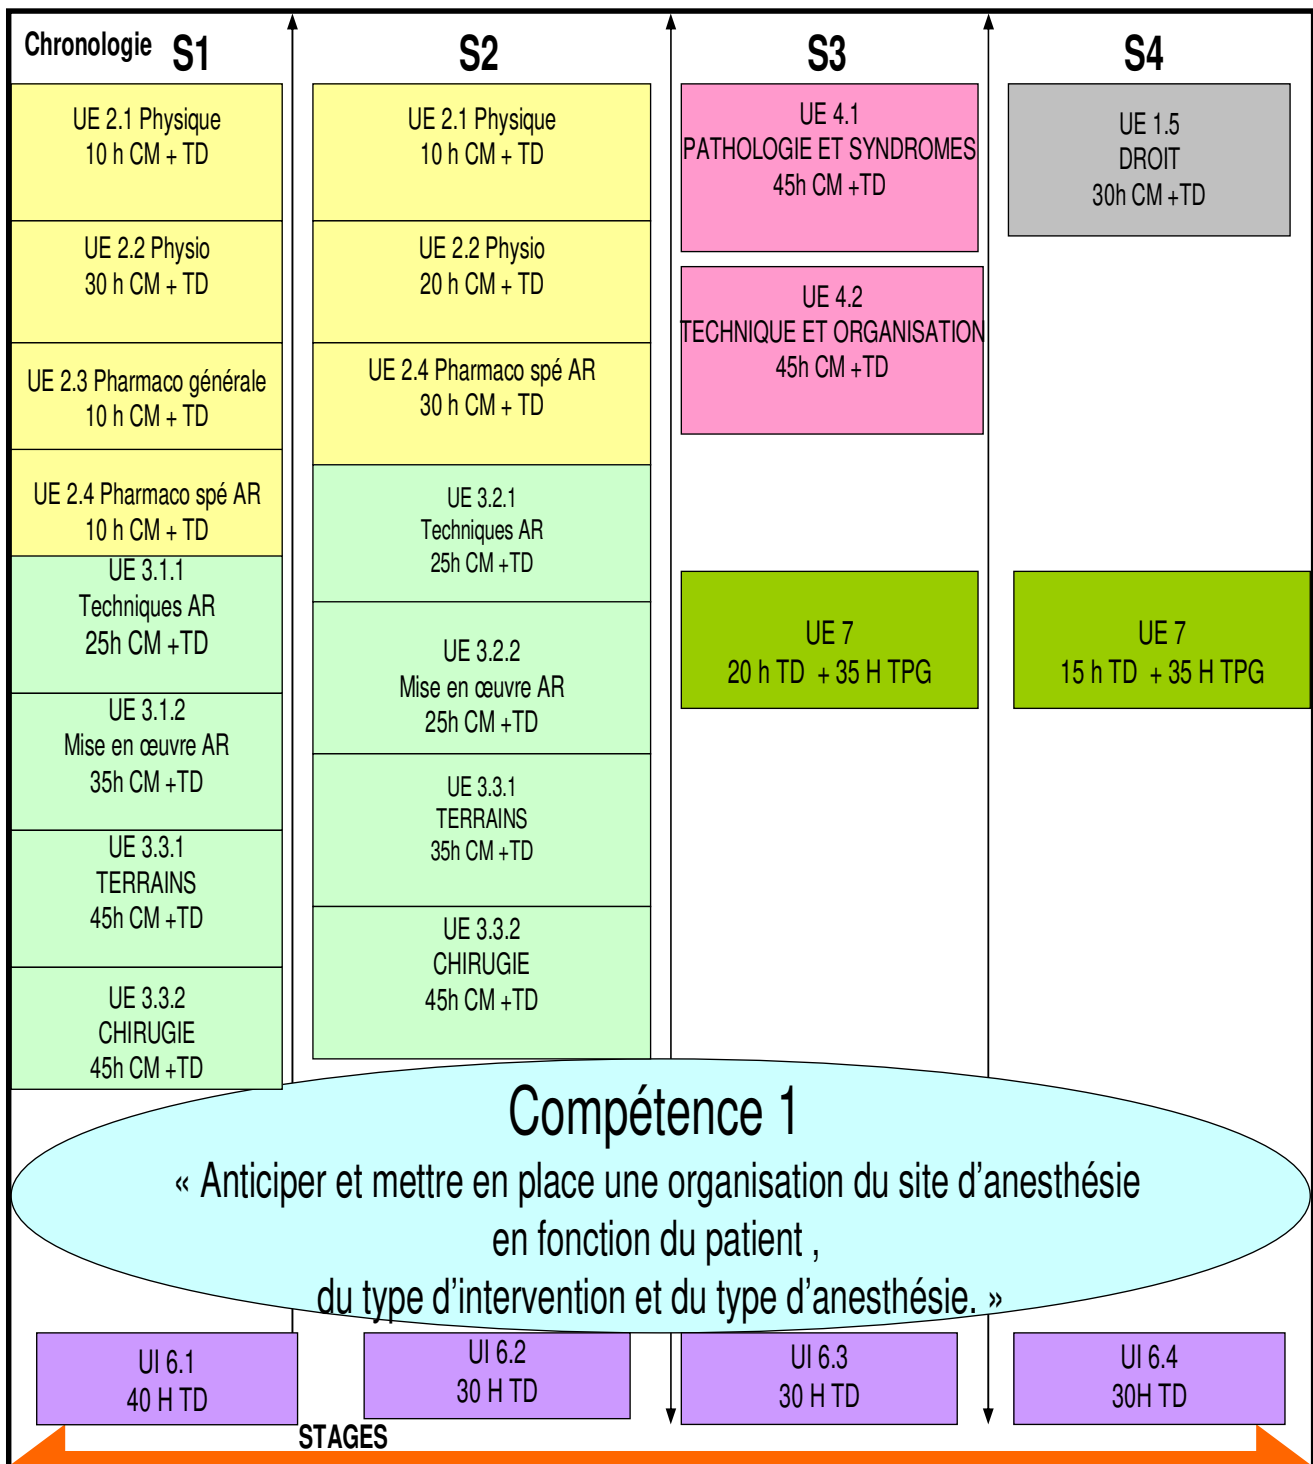 Chronologie
S1
S2
S3
S4
UE 2.1 Physique
10 h CM + TD
UE 2.2 Physio
30 h CM + TD
UE 2.3 Pharmaco générale
10 h CM + TD
UE 2.4 Pharmaco spé AR
10 h CM + TD
UE 3.1.1
Techniques AR
25h CM +TD
UE 3.1.2
Mise en œuvre AR
35h CM +TD
UE 3.3.1
TERRAINS
45h CM +TD
UE 3.3.2
CHIRUGIE
45h CM +TD
UE 2.1 Physique
10 h CM + TD
UE 2.2 Physio
20 h CM + TD
UE 2.4 Pharmaco spé AR
30 h CM + TD
UE 3.2.1
Techniques AR
25h CM +TD
UE 3.2.2
Mise en œuvre AR
25h CM +TD
UE 3.3.1
TERRAINS
35h CM +TD
UE 3.3.2
CHIRUGIE
45h CM +TD
UE 4.1
PATHOLOGIE ET SYNDROMES
45h CM +TD
UE 4.2
TECHNIQUE ET ORGANISATION
45h CM +TD
UE 7
20 h TD + 35 H TPG
UE 1.5
DROIT
30h CM +TD
UE 7
15 h TD + 35 H TPG
Compétence 1
« Anticiper et mettre en place une organisation du site d’anesthésie
en fonction du patient ,
du type d’intervention et du type d’anesthésie. »
UI 6.1
40 H TD
UI 6.2
30 H TD
UI 6.3
30 H TD
UI 6.4
30H TD
STAGES